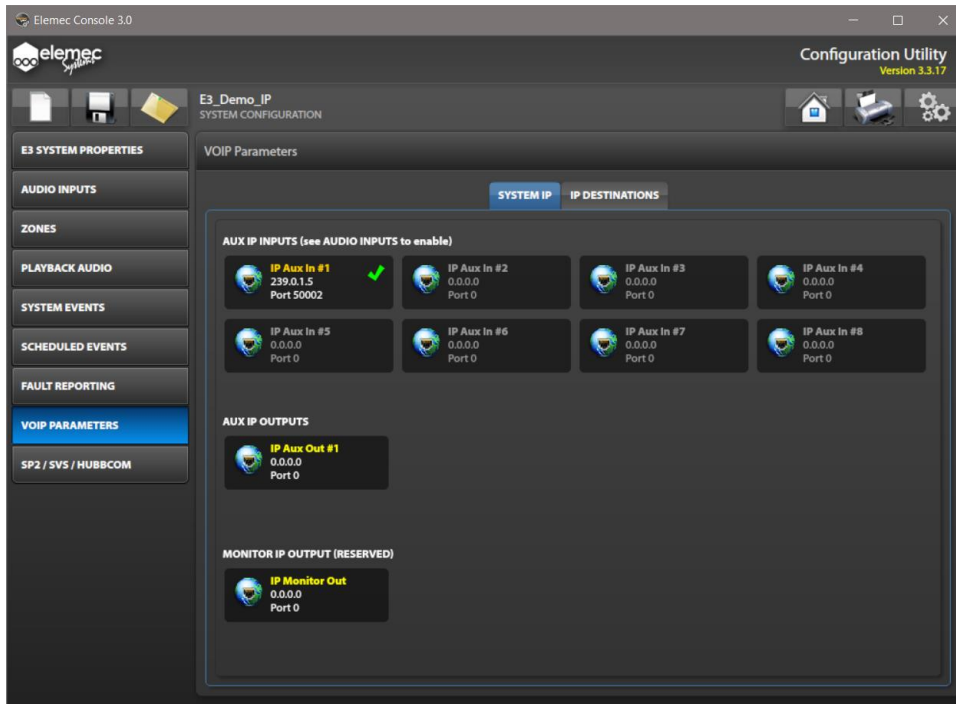 Elemec Console 3.0
elemec
Systems
Configuration Utility
Version 3.3.17
E3_Demo_IP
SYSTEM CONFIGURATION
E3 SYSTEM PROPERTIES
AUDIO INPUTS
ZONES
PLAYBACK AUDIO
SYSTEM EVENTS
SCHEDULED EVENTS
FAULT REPORTING
VOIP PARAMETERS
SP2 / SVS / HUBBCOM
VOIP Parameters
SYSTEM IP
IP DESTINATIONS
AUX IP INPUTS (see AUDIO INPUTS to enable)
IP Aux In #1
239.0.1.5
Port 50002
IP Aux In #2
0.0.0.0
Port 0
IP Aux In #3
0.0.0.0
Port 0
IP Aux In #4
0.0.0.0
Port 0
IP Aux In #5
0.0.0.0
Port 0
IP Aux In #6
0.0.0.0
Port 0
IP Aux In #7
0.0.0.0
Port 0
IP Aux In #8
0.0.0.0
Port 0
AUX IP OUTPUTS
IP Aux Out #1
0.0.0.0
Port 0
MONITOR IP OUTPUT (RESERVED)
IP Monitor Out
0.0.0.0
Port 0